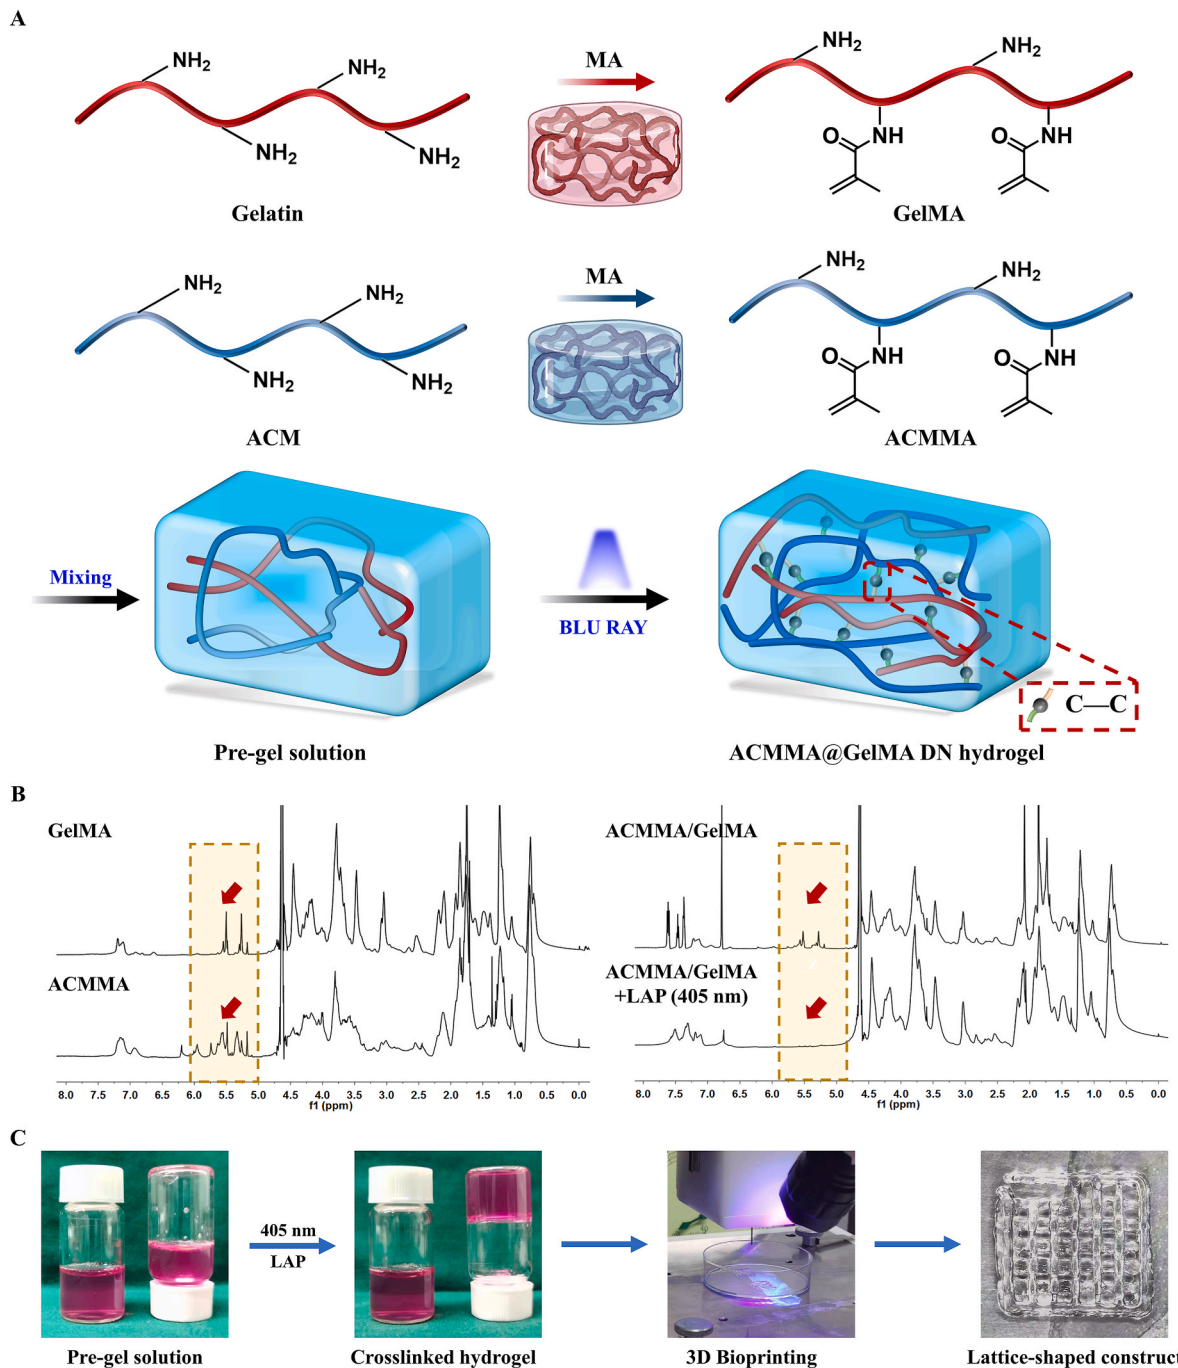 A
NH2 NH2 MA NH2 NH2
NH2 NH2 O NH O NH
Gelatin GelMA
NH2 NH2 MA NH2 NH2
NH2 NH2 O NH O NH
ACM ACMMA
Mixing
BLU RAY
C—C
Pre-gel solution ACMMA@GelMA DN hydrogel
B
GelMA ACMMA/GelMA
ACMMA ACMMA/GelMA
+LAP (405 nm)
8.0 7.5 7.0 6.5 6.0 5.5 5.0 4.5 4.0 3.5 3.0 2.5 2.0 1.5 1.0 0.5 0.0
f1 (ppm)
8.0 7.5 7.0 6.5 6.0 5.5 5.0 4.5 4.0 3.5 3.0 2.5 2.0 1.5 1.0 0.5 0.0
f1 (ppm)
C
405 nm
LAP
Pre-gel solution Crosslinked hydrogel 3D Bioprinting Lattice-shaped construct